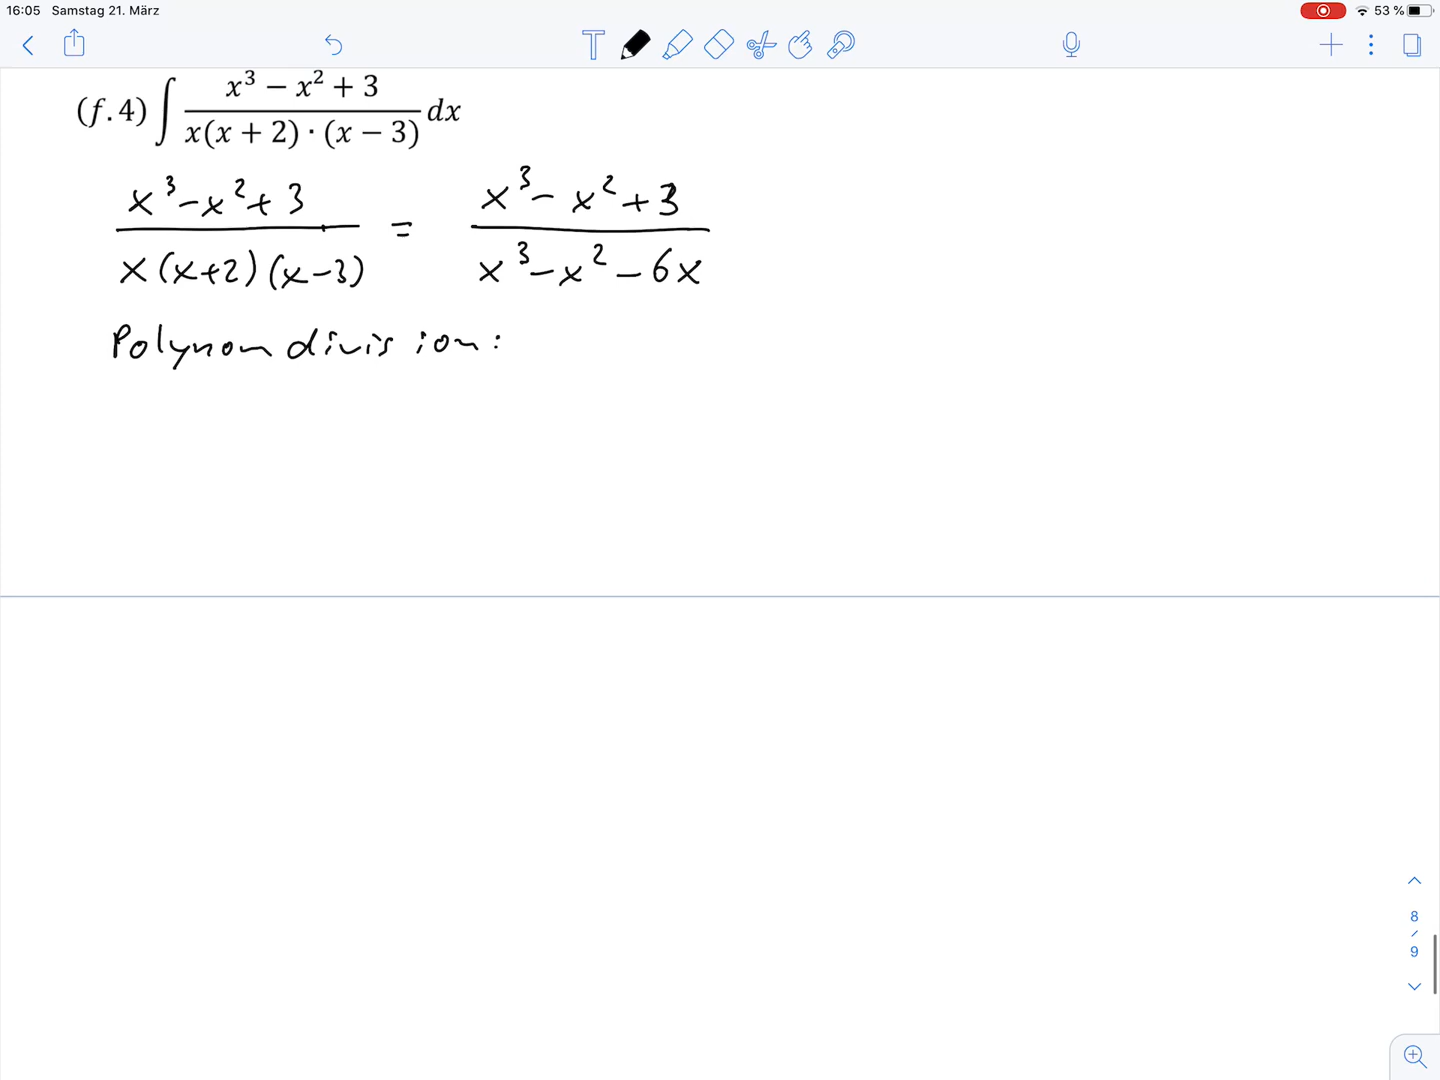 16:05 Samstag 21. März
53 %
(f.4) ∫ (x³ − x² + 3)/(x(x + 2) · (x − 3)) dx
(x³ − x² + 3)/(x(x+2)(x−3)) = (x³ − x² + 3)/(x³ − x² − 6x)
Polynomdivision:
8
/
9